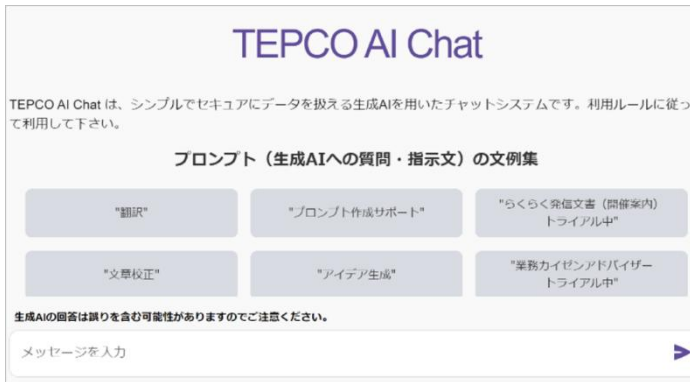 TEPCO AI Chat
TEPCO AI Chat は、シンプルでセキュアにデータを扱える生成AIを用いたチャットシステムです。利用ルールに従っ
て利用して下さい。
プロンプト（生成AIへの質問・指示文）の文例集
"翻訳"
"プロンプト作成サポート"
"らくらく発信文書（開催案内）
トライアル中"
"文章校正"
"アイデア生成"
"業務カイゼンアドバイザー
トライアル中"
生成AIの回答は誤りを含む可能性がありますのでご注意ください。
メッセージを入力